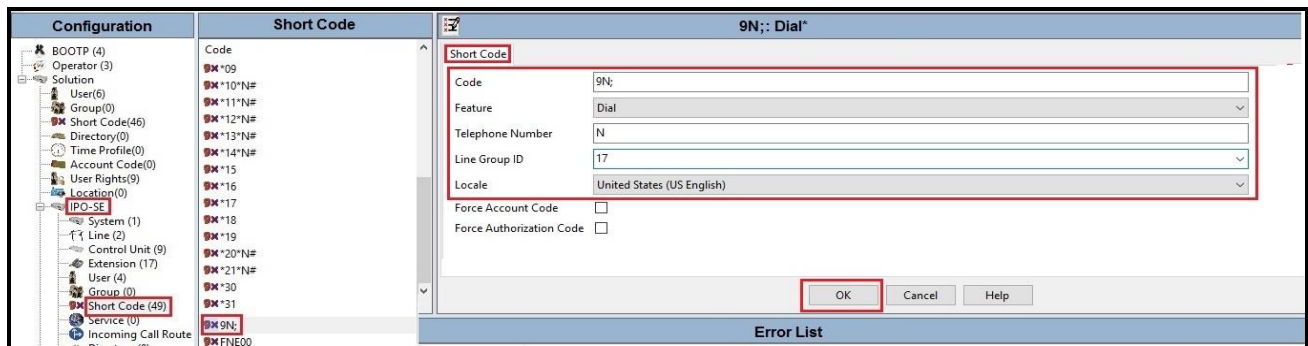 Configuration
BOOTP (4)
Operator (3)
Solution
User(6)
Group(0)
Short Code(46)
Directory(0)
Time Profile(0)
Account Code(0)
User Rights(9)
Location(0)
IPO-SE
System (1)
Line (2)
Control Unit (9)
Extension (17)
User (4)
Group (0)
Short Code (49)
Service (0)
Incoming Call Route
Short Code
Code
*09
*10*N#
*11*N#
*12*N#
*13*N#
*14*N#
*15
*16
*17
*18
*19
*20*N#
*21*N#
*30
*31
9N;
FNE00
9N;: Dial*
Short Code
Code 9N;
Feature Dial
Telephone Number N
Line Group ID 17
Locale United States (US English)
Force Account Code
Force Authorization Code
OK Cancel Help
Error List